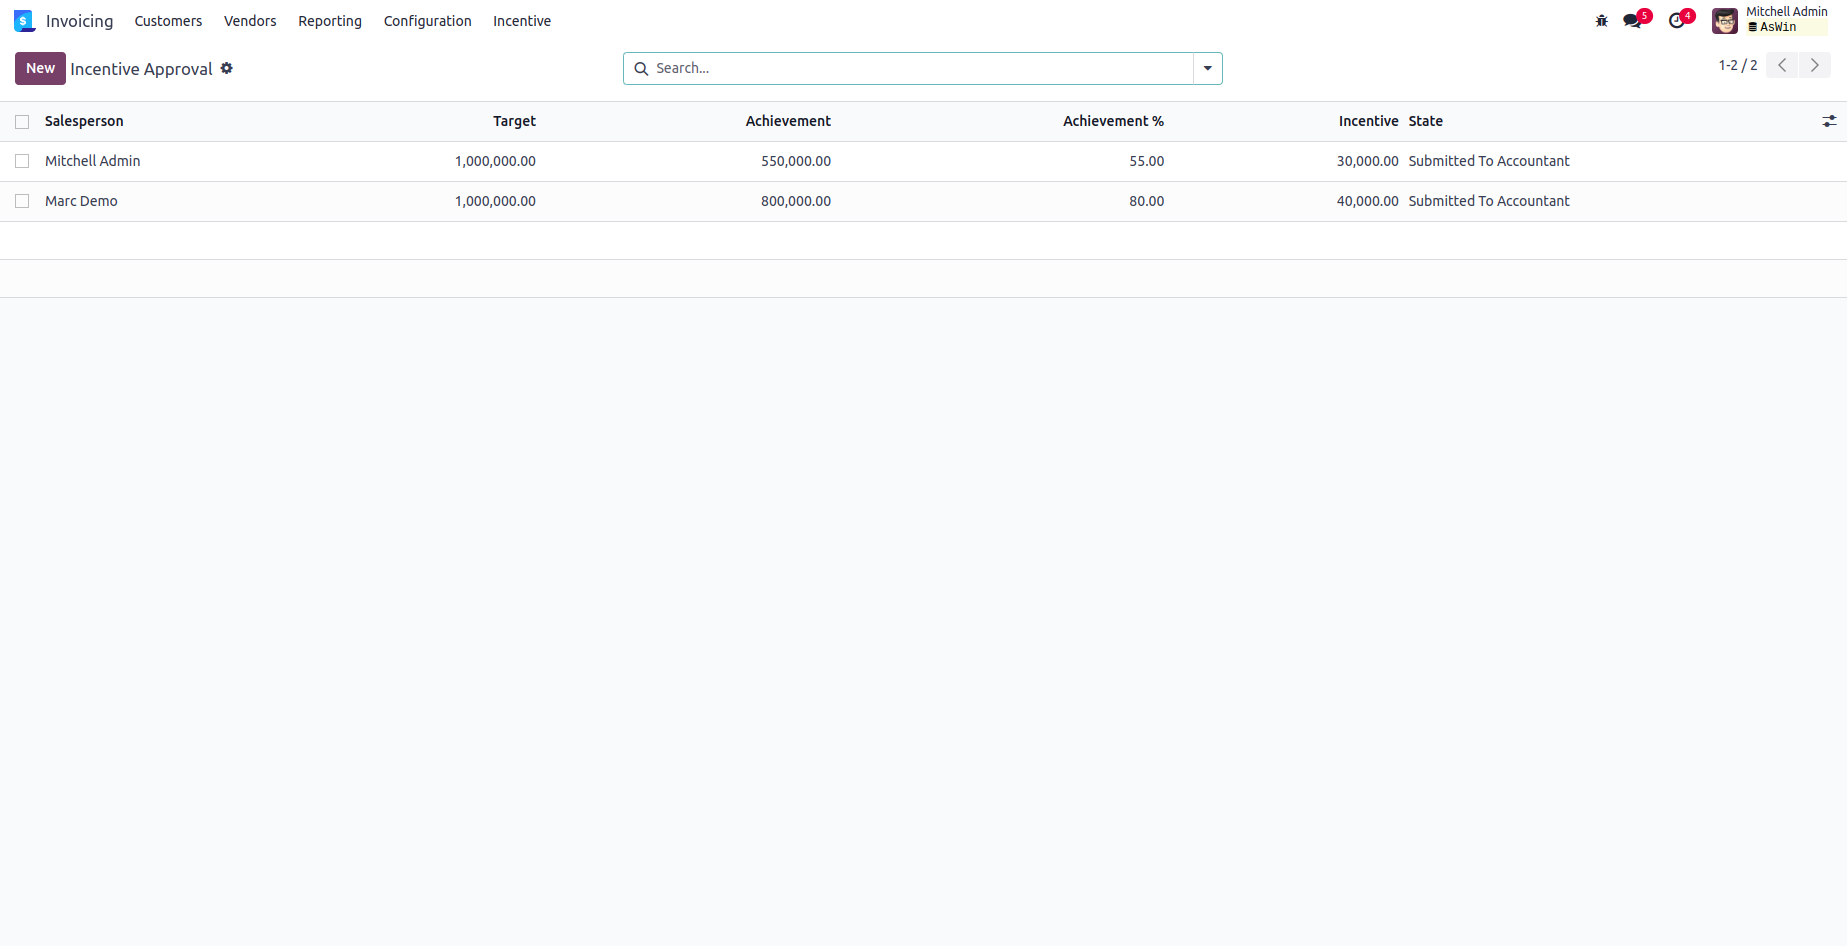 Invoicing Customers Vendors Reporting Configuration Incentive 5 4 Mitchell Admin
AsWin
New Incentive Approval Search... 1-2 / 2
Salesperson Target Achievement Achievement % Incentive State
Mitchell Admin 1,000,000.00 550,000.00 55.00 30,000.00 Submitted To Accountant
Marc Demo 1,000,000.00 800,000.00 80.00 40,000.00 Submitted To Accountant